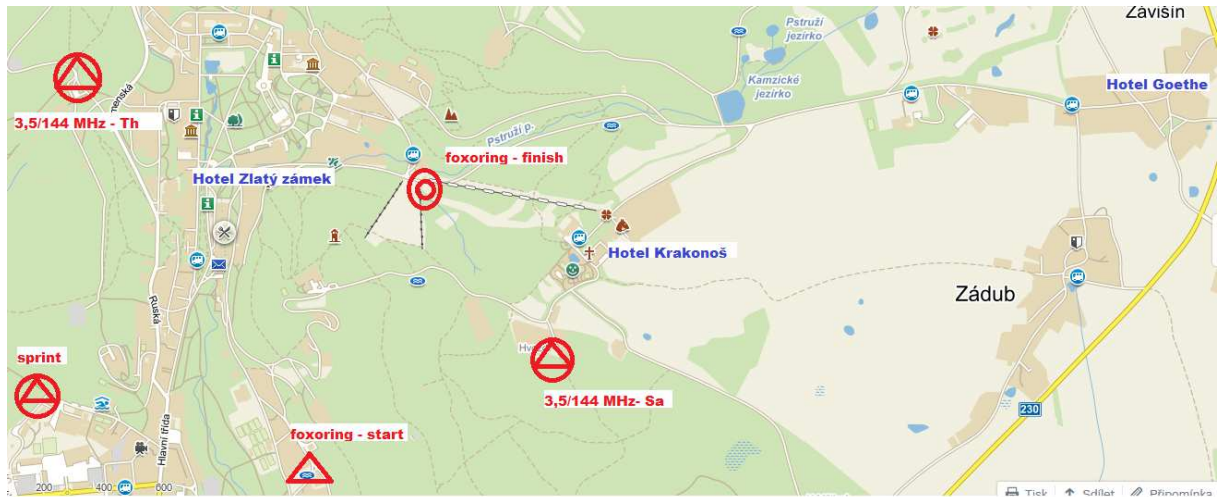 Závišín
Pstruží
jezírko
Kamzické
jezírko
Hotel Goethe
menská
3,5/144 MHz - Th
Pstruží p.
foxoring - finish
Hotel Zlatý zámek
Hotel Krakonoš
Zádub
Ruská
sprint
3,5/144 MHz- Sa
230
foxoring - start
Hlavní třída
200
400
600
Tisk
Sdílet
Připomínka